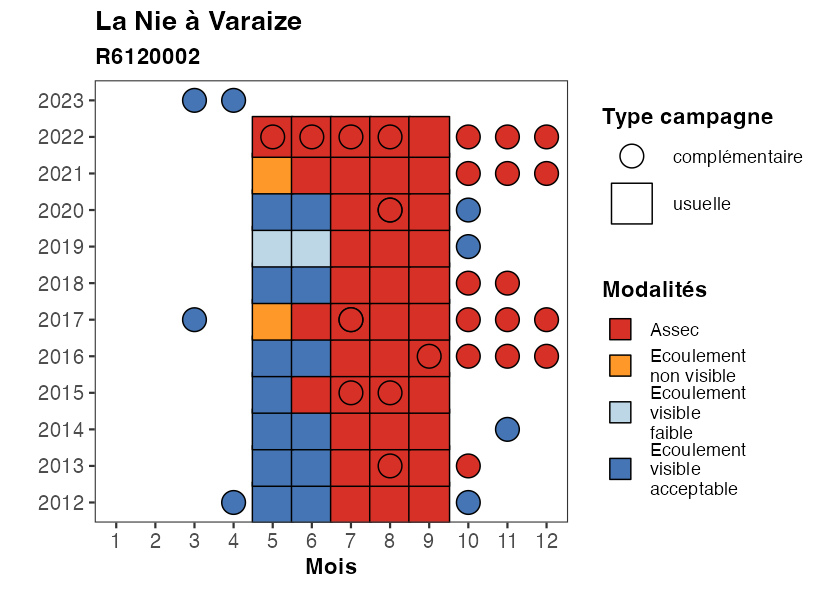 La Nie à Varaize
R6120002
2023
2022
2021
2020
2019
2018
2017
2016
2015
2014
2013
2012
1 2 3 4 5 6 7 8 9 10 11 12
Mois
Type campagne
complémentaire
usuelle
Modalités
Assec
Ecoulement
non visible
Ecoulement
visible
faible
Ecoulement
visible
acceptable